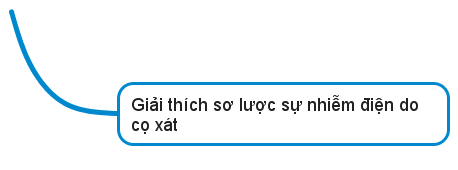 Giải thích sơ lược sự nhiễm điện do
cọ xát